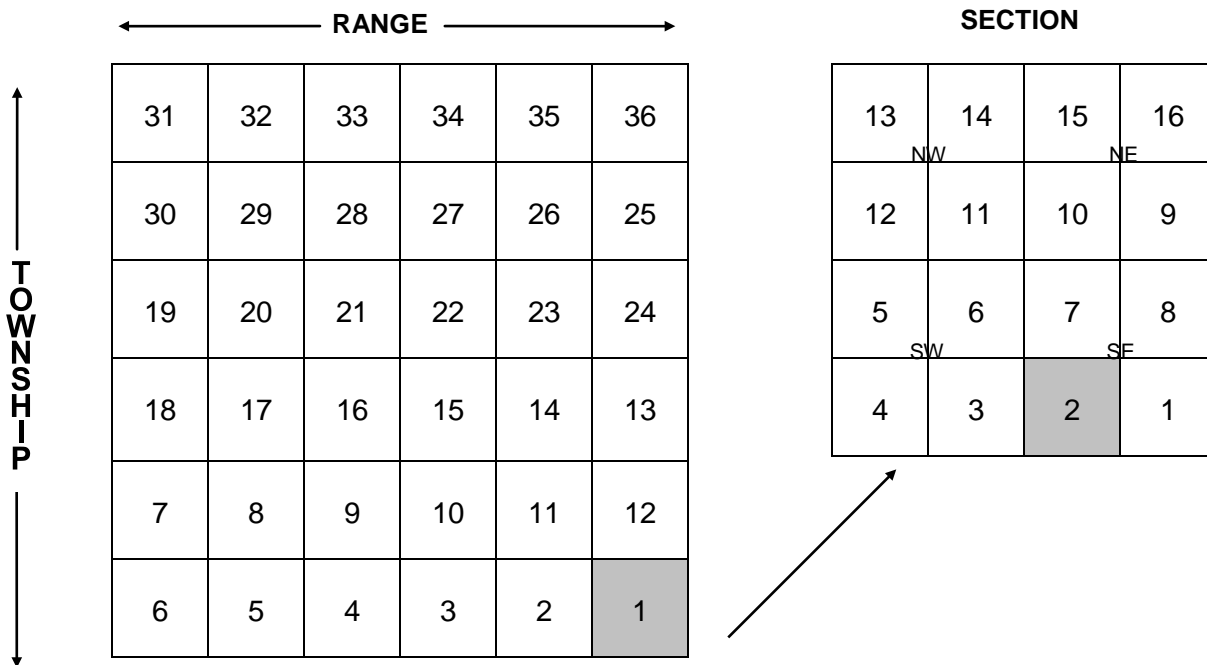 RANGE
SECTION
TOWNSHIP
31 32 33 34 35 36
30 29 28 27 26 25
19 20 21 22 23 24
18 17 16 15 14 13
7 8 9 10 11 12
6 5 4 3 2 1
13 14 15 16
NW NE
12 11 10 9
5 6 7 8
SW SE
4 3 2 1